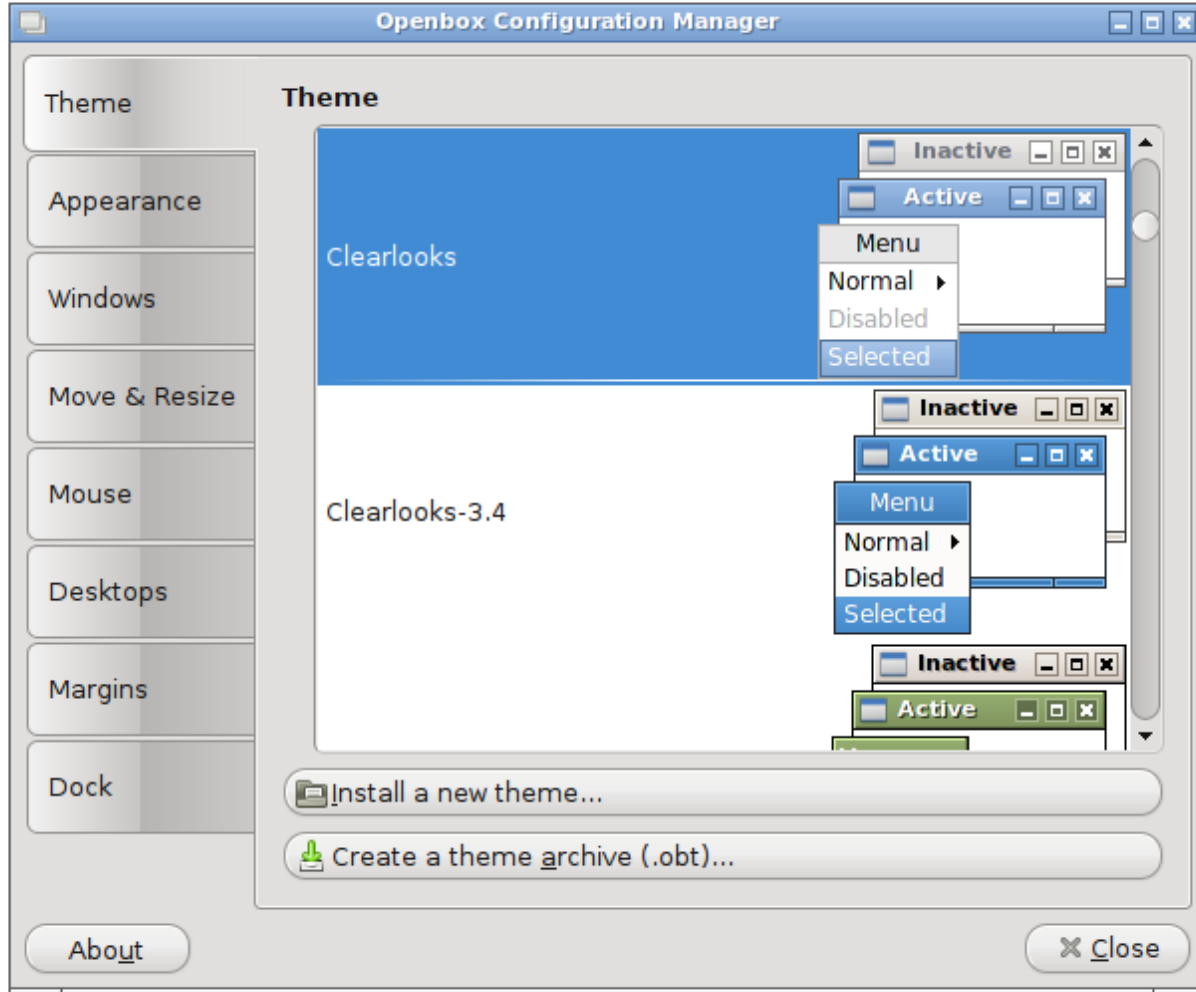 Openbox Configuration Manager
Theme
Appearance
Windows
Move & Resize
Mouse
Desktops
Margins
Dock
Theme
Clearlooks
Inactive
Active
Menu
Normal
Disabled
Selected
Clearlooks-3.4
Inactive
Active
Menu
Normal
Disabled
Selected
Inactive
Active
Install a new theme...
Create a theme archive (.obt)...
About
Close